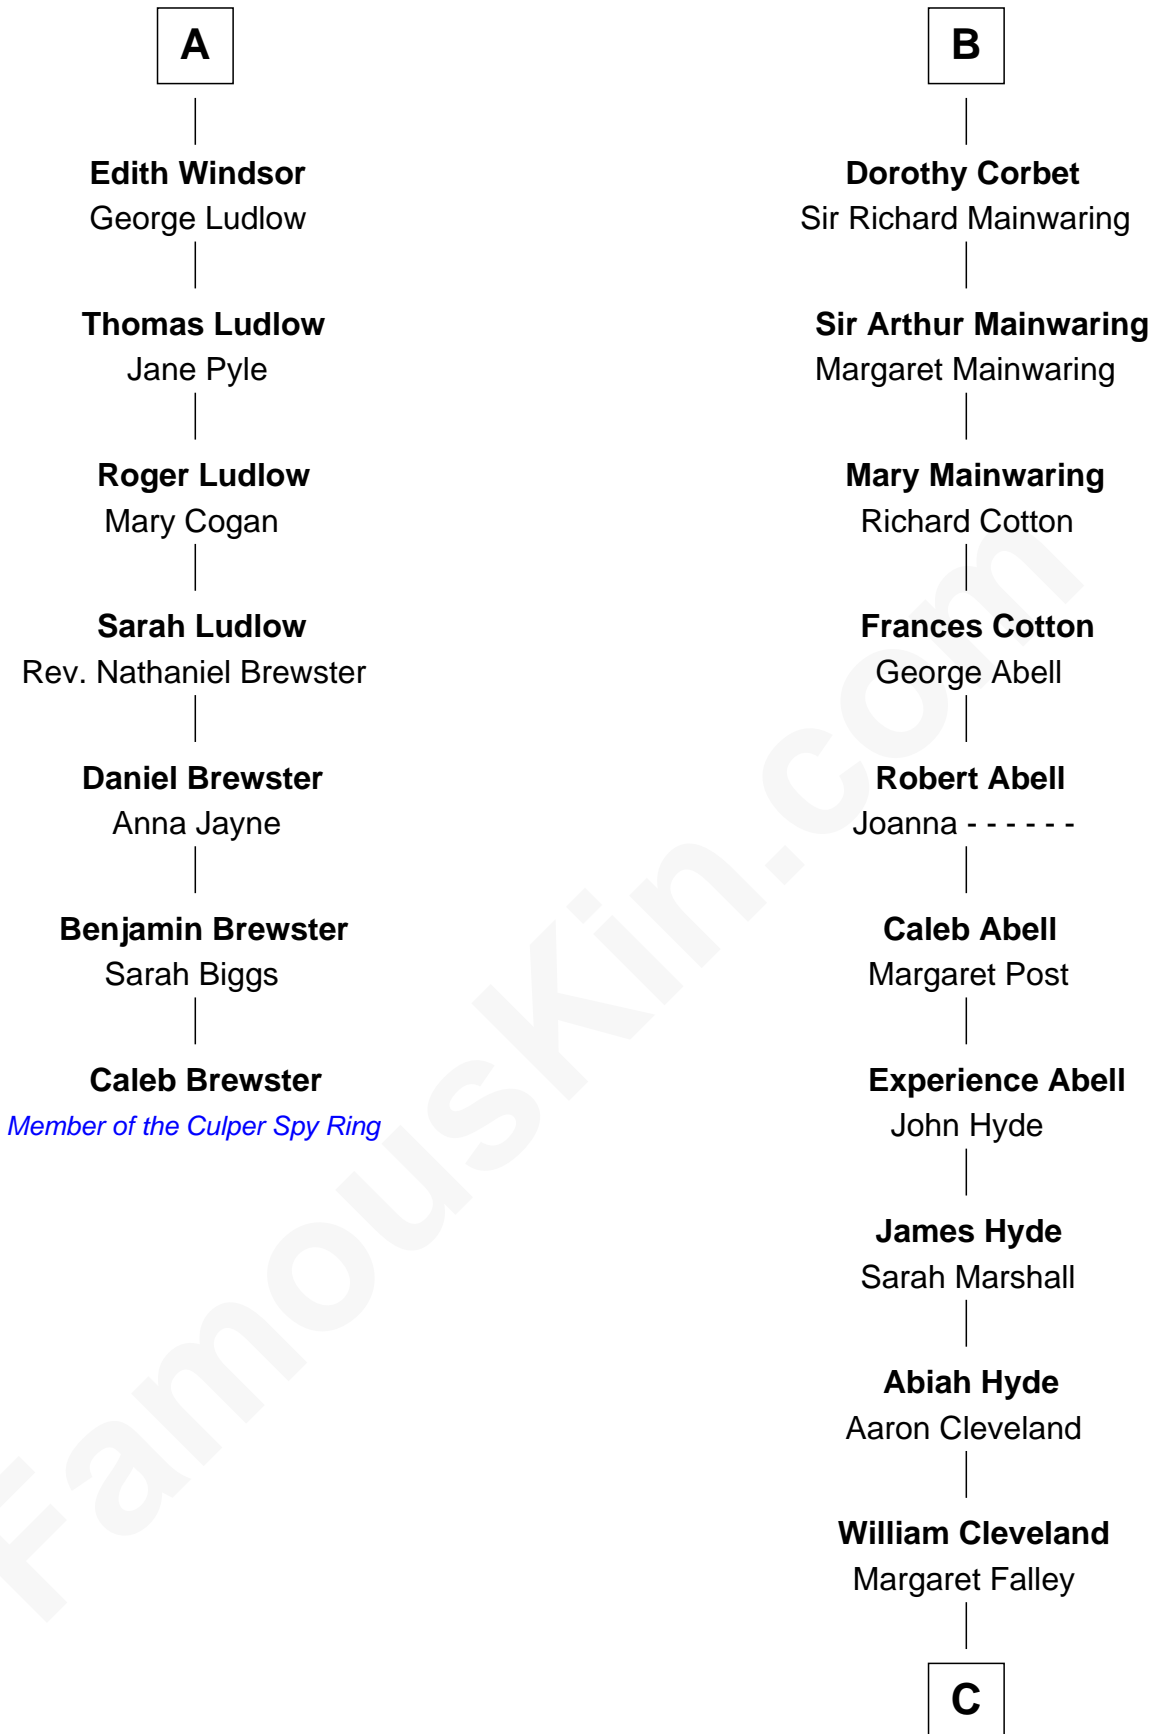 A
Edith Windsor
George Ludlow
Thomas Ludlow
Jane Pyle
Roger Ludlow
Mary Cogan
Sarah Ludlow
Rev. Nathaniel Brewster
Daniel Brewster
Anna Jayne
Benjamin Brewster
Sarah Biggs
Caleb Brewster
Member of the Culper Spy Ring
B
Dorothy Corbet
Sir Richard Mainwaring
Sir Arthur Mainwaring
Margaret Mainwaring
Mary Mainwaring
Richard Cotton
Frances Cotton
George Abell
Robert Abell
Joanna - - - - - -
Caleb Abell
Margaret Post
Experience Abell
John Hyde
James Hyde
Sarah Marshall
Abiah Hyde
Aaron Cleveland
William Cleveland
Margaret Falley
C
FamousKin.com